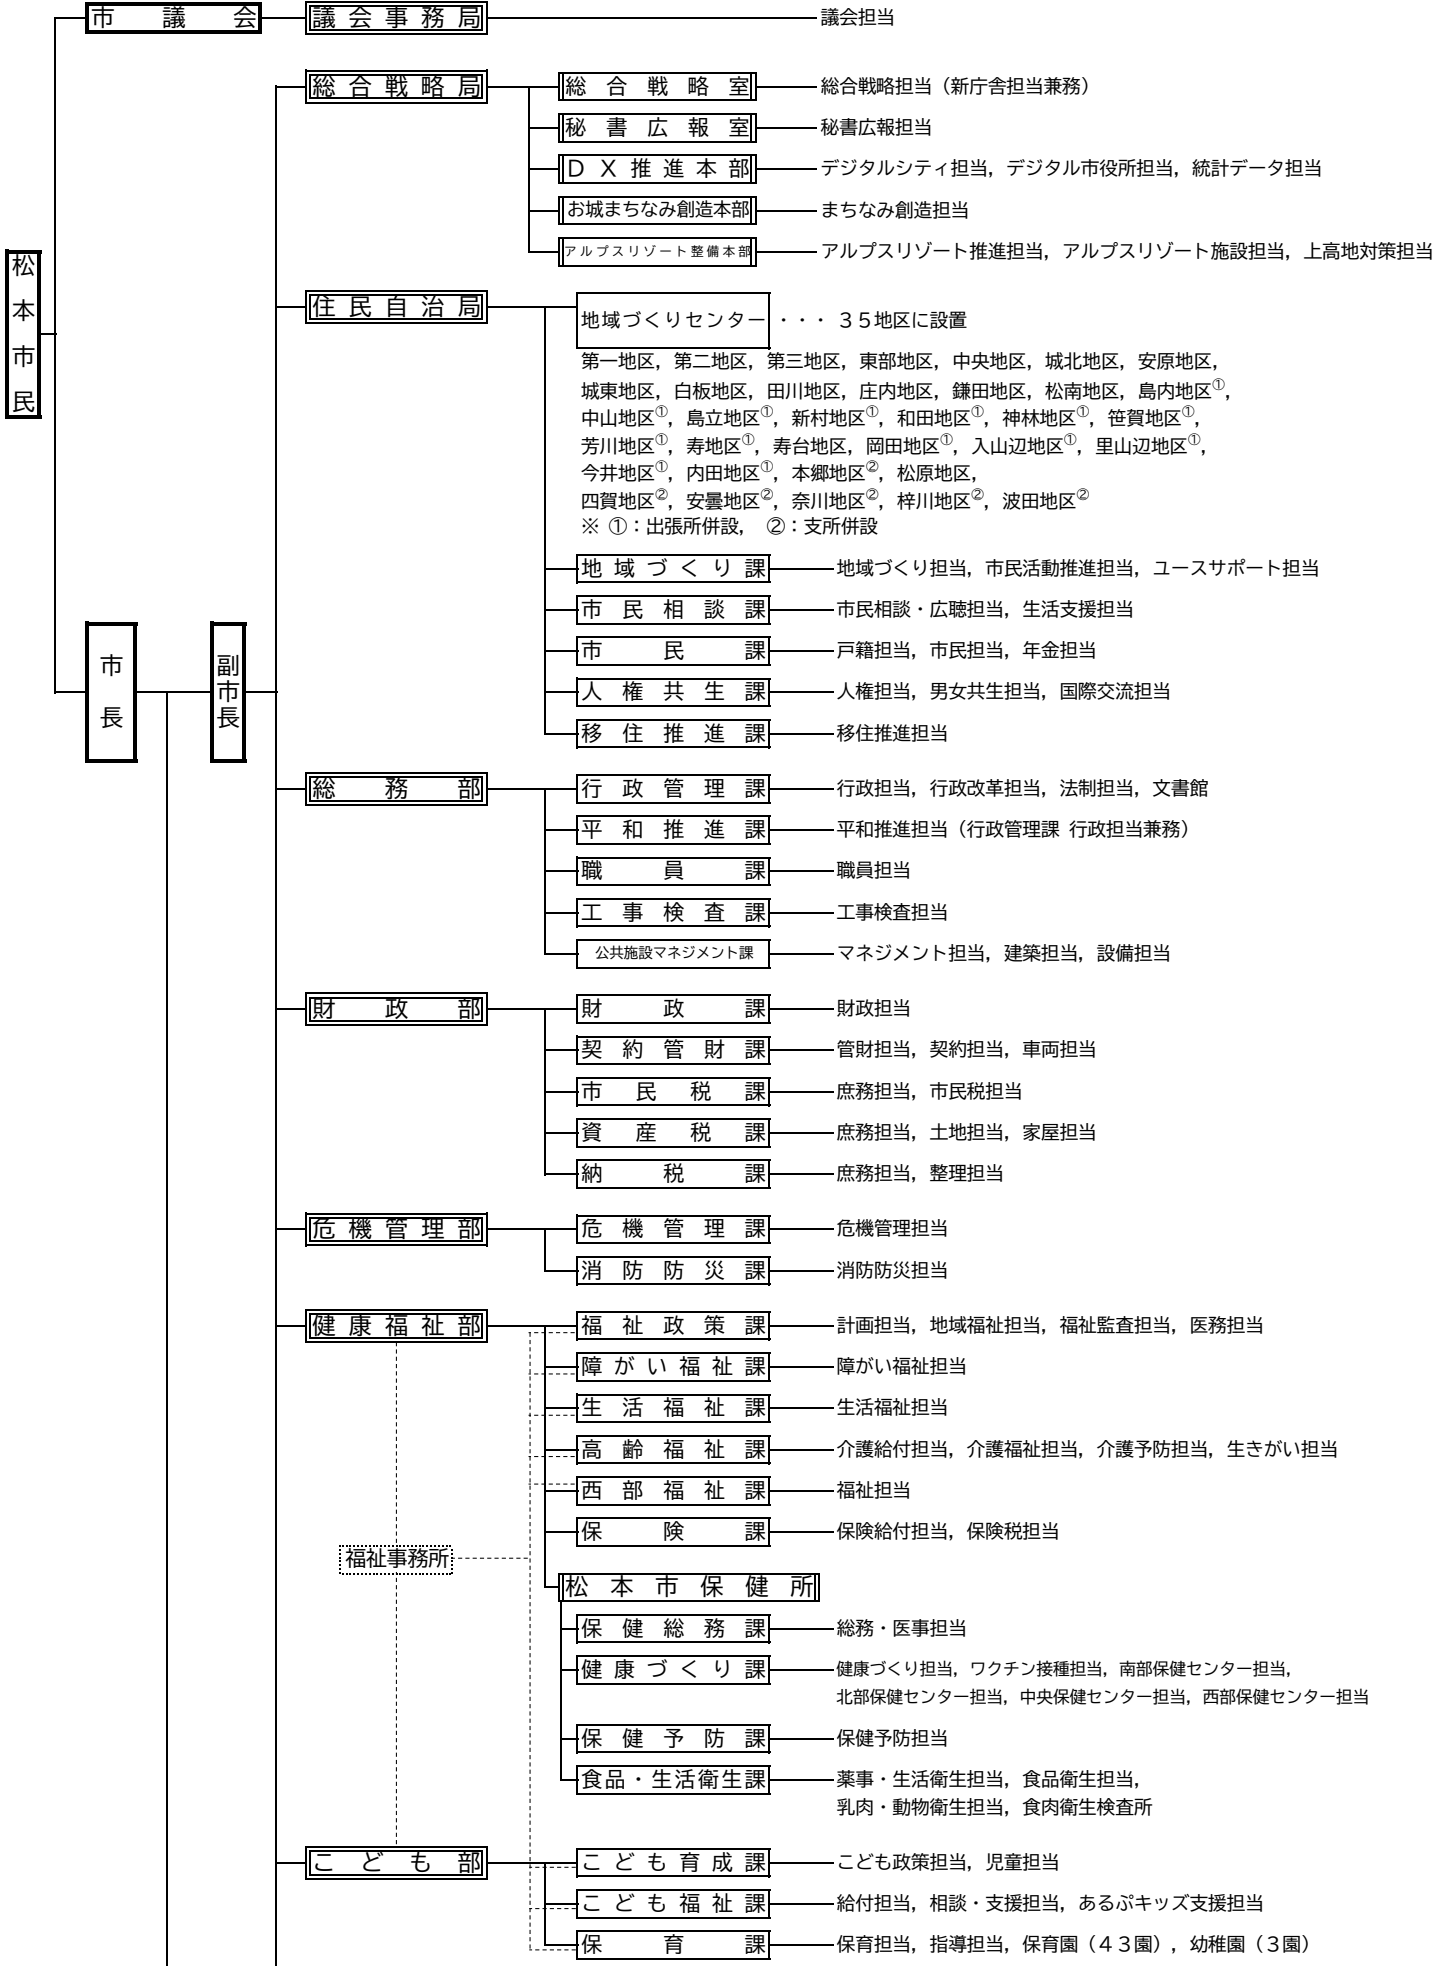 市議会 議会事務局 議会担当
総合戦略局 総合戦略室 総合戦略担当（新庁舎担当兼務）
秘書広報室 秘書広報担当
ＤＸ推進本部 デジタルシティ担当，デジタル市役所担当，統計データ担当
お城まちなみ創造本部 まちなみ創造担当
アルプスリゾート整備本部 アルプスリゾート推進担当，アルプスリゾート施設担当，上高地対策担当
松本市民
住民自治局 地域づくりセンター ・・・ ３５地区に設置
第一地区，第二地区，第三地区，東部地区，中央地区，城北地区，安原地区，
城東地区，白板地区，田川地区，庄内地区，鎌田地区，松南地区，島内地区①，
中山地区①，島立地区①，新村地区①，和田地区①，神林地区①，笹賀地区①，
芳川地区①，寿地区①，寿台地区，岡田地区①，入山辺地区①，里山辺地区①，
今井地区①，内田地区①，本郷地区②，松原地区，
四賀地区②，安曇地区②，奈川地区②，梓川地区②，波田地区②
※ ①：出張所併設， ②：支所併設
地域づくり課 地域づくり担当，市民活動推進担当，ユースサポート担当
市民相談課 市民相談・広聴担当，生活支援担当
市民課 戸籍担当，市民担当，年金担当
市長 副市長
人権共生課 人権担当，男女共生担当，国際交流担当
移住推進課 移住推進担当
総務部 行政管理課 行政担当，行政改革担当，法制担当，文書館
平和推進課 平和推進担当（行政管理課 行政担当兼務）
職員課 職員担当
工事検査課 工事検査担当
公共施設マネジメント課 マネジメント担当，建築担当，設備担当
財政部 財政課 財政担当
契約管財課 管財担当，契約担当，車両担当
市民税課 庶務担当，市民税担当
資産税課 庶務担当，土地担当，家屋担当
納税課 庶務担当，整理担当
危機管理部 危機管理課 危機管理担当
消防防災課 消防防災担当
健康福祉部 福祉政策課 計画担当，地域福祉担当，福祉監査担当，医務担当
障がい福祉課 障がい福祉担当
生活福祉課 生活福祉担当
高齢福祉課 介護給付担当，介護福祉担当，介護予防担当，生きがい担当
西部福祉課 福祉担当
保険課 保険給付担当，保険税担当
福祉事務所
松本市保健所
保健総務課 総務・医事担当
健康づくり課 健康づくり担当，ワクチン接種担当，南部保健センター担当，
北部保健センター担当，中央保健センター担当，西部保健センター担当
保健予防課 保健予防担当
食品・生活衛生課 薬事・生活衛生担当，食品衛生担当，
乳肉・動物衛生担当，食肉衛生検査所
こども部 こども育成課 こども政策担当，児童担当
こども福祉課 給付担当，相談・支援担当，あるぷキッズ支援担当
保育課 保育担当，指導担当，保育園（４３園），幼稚園（３園）